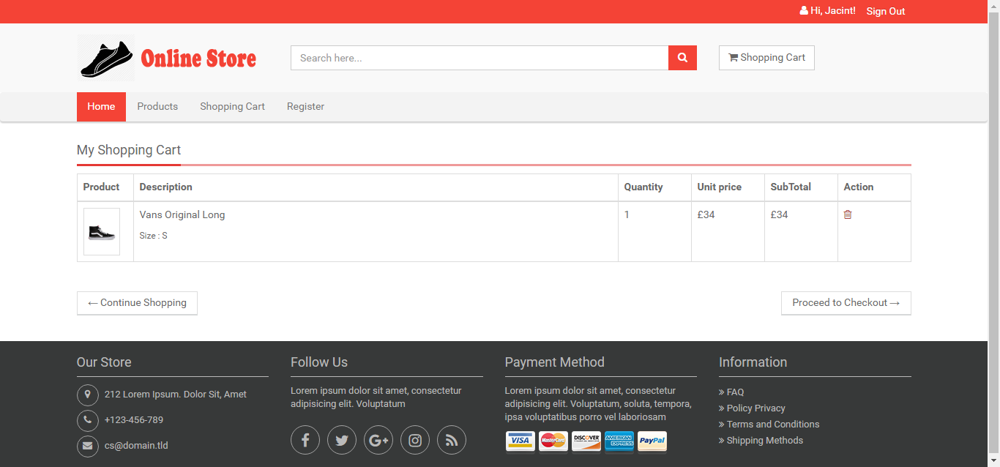 Hi, Jacint! Sign Out
Online Store
Search here...
Shopping Cart
Home Products Shopping Cart Register
My Shopping Cart
Product Description Quantity Unit price SubTotal Action
Vans Original Long 1 £34 £34
Size : S
← Continue Shopping Proceed to Checkout →
Our Store
212 Lorem Ipsum. Dolor Sit, Amet
+123-456-789
cs@domain.tld
Follow Us
Lorem ipsum dolor sit amet, consectetur
adipisicing elit. Voluptatum
Payment Method
Lorem ipsum dolor sit amet, consectetur
adipisicing elit. Voluptatum, soluta, tempora,
ipsa voluptatibus porro vel laboriosam
VISA MasterCard DISCOVER AMERICAN EXPRESS PayPal
Information
» FAQ
» Policy Privacy
» Terms and Conditions
» Shipping Methods